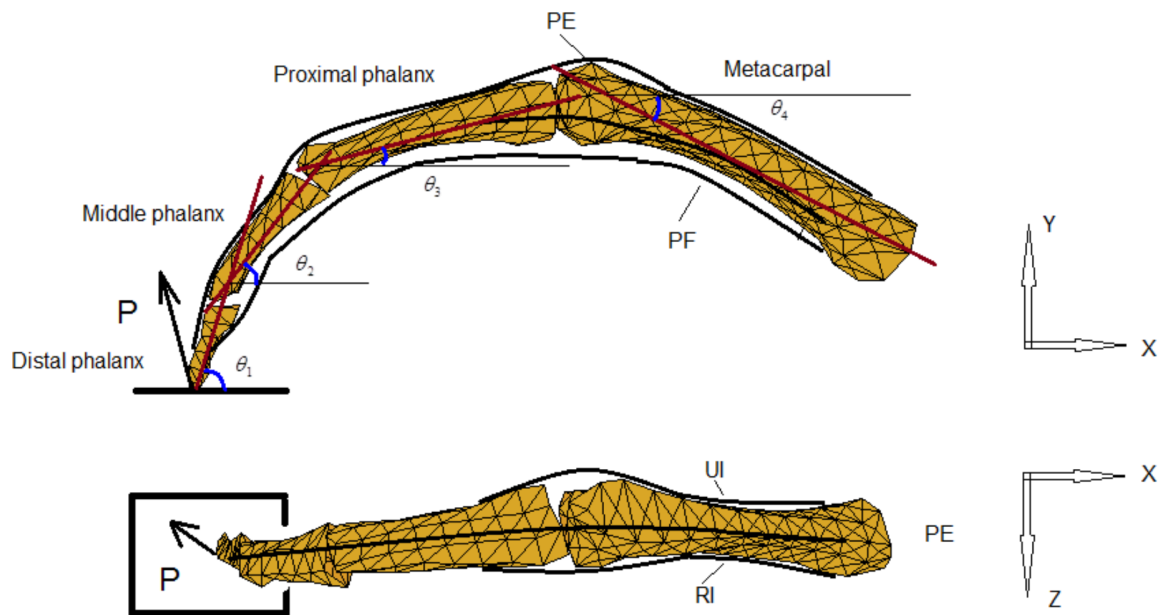 PE
Proximal phalanx
Metacarpal
θ4
θ3
Middle phalanx
PF
θ2
Y
P
X
Distal phalanx
θ1
UI
X
P
PE
RI
Z